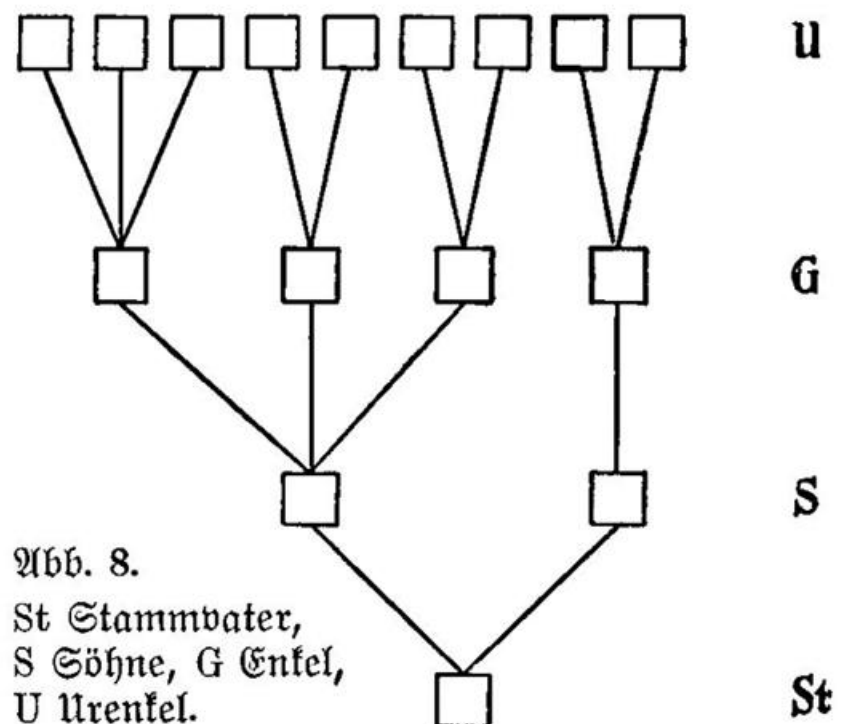 U
G
S
Abb. 8.
St Stammvater,
S Söhne, G Enkel,
U Urenkel.
St